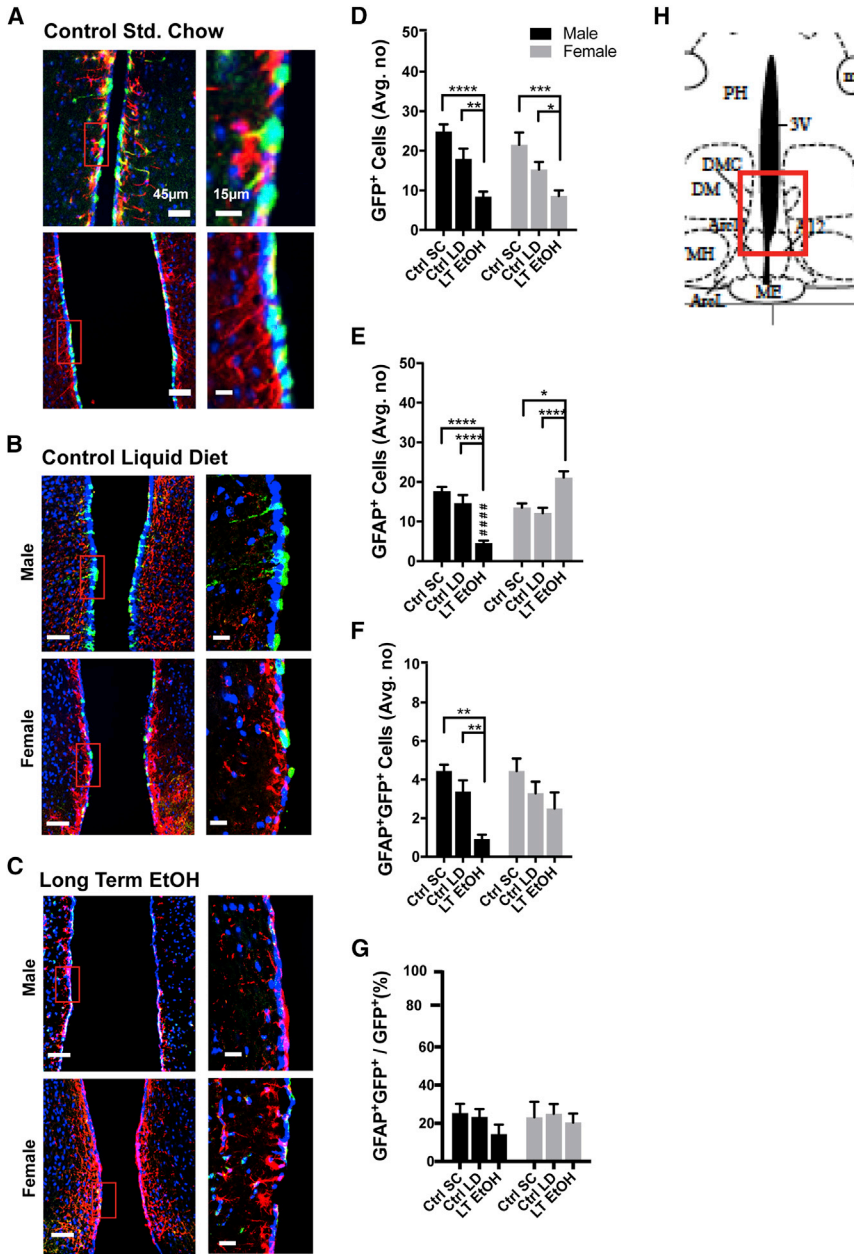 A
Control Std. Chow
45µm
15µm
B
Control Liquid Diet
Male
Female
C
Long Term EtOH
Male
Female
D
Male
Female
GFP+ Cells (Avg. no)
50
40
30
20
10
0
****
**
***
*
Ctrl SC
Ctrl LD
LT EtOH
Ctrl SC
Ctrl LD
LT EtOH
E
GFAP+ Cells (Avg. no)
50
40
30
20
10
0
****
****
####
*
****
Ctrl SC
Ctrl LD
LT EtOH
Ctrl SC
Ctrl LD
LT EtOH
F
GFAP+GFP+ Cells (Avg. no)
10
8
6
4
2
0
**
**
Ctrl SC
Ctrl LD
LT EtOH
Ctrl SC
Ctrl LD
LT EtOH
G
GFAP+GFP+ / GFP+(%)
100
80
60
40
20
0
Ctrl SC
Ctrl LD
LT EtOH
Ctrl SC
Ctrl LD
LT EtOH
H
PH
3V
DMC
DM
MH
ME